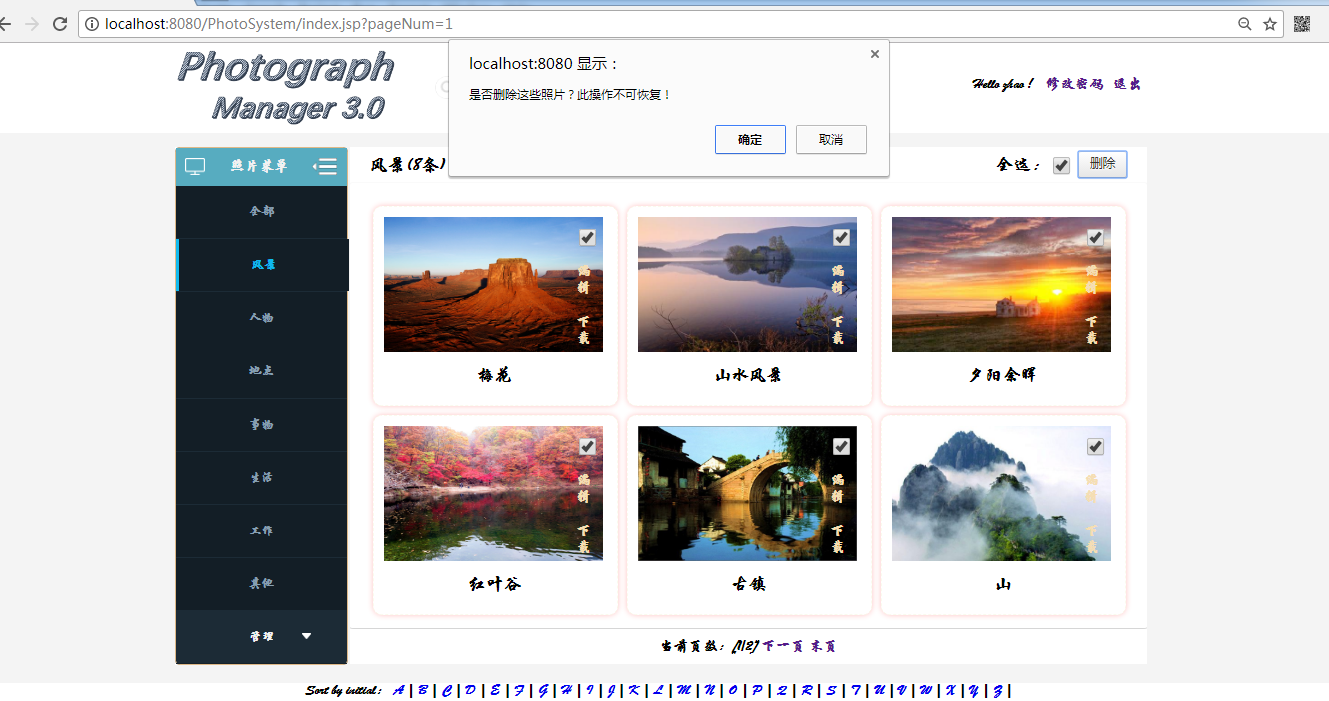 localhost:8080/PhotoSystem/index.jsp?pageNum=1
Photograph
Manager 3.0
localhost:8080 显示：
是否删除这些照片？此操作不可恢复！
确定 取消
Hello zhao！ 修改密码 退出
照片菜单
全部
风景
人物
地点
事物
生活
工作
其他
管理
风景(8条)
全选： 删除
编辑 下载
编辑 下载
编辑 下载
梅花 山水风景 夕阳余晖
编辑 下载
编辑 下载
编辑 下载
红叶谷 古镇 山
当前页数：[1/2] 下一页 末页
Sort by initial： A | B | C | D | E | F | G | H | I | J | K | L | M | N | O | P | Q | R | S | T | U | V | W | X | Y | Z |